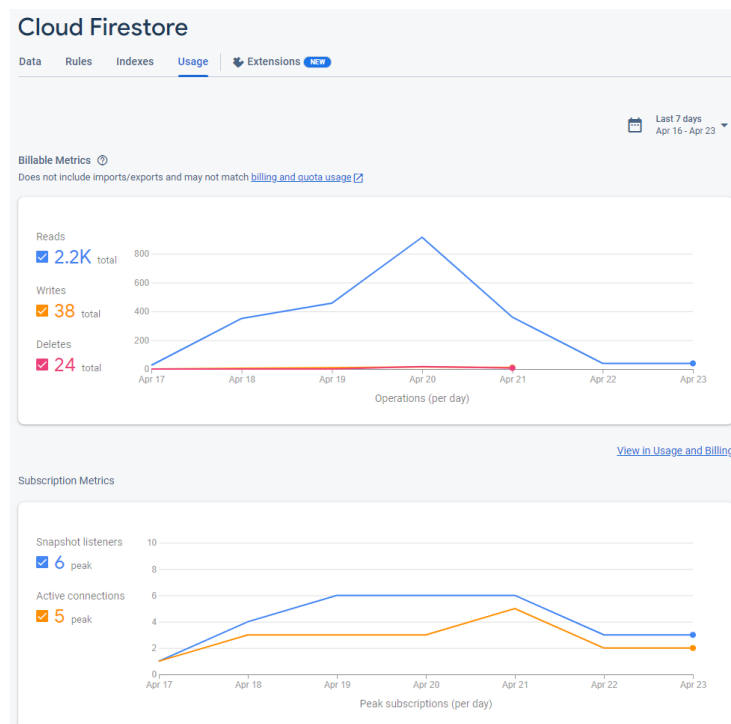 Cloud Firestore
Data Rules Indexes Usage Extensions NEW
Last 7 days
Apr 16 - Apr 23
Billable Metrics
Does not include imports/exports and may not match billing and quota usage
Reads
2.2K total
Writes
38 total
Deletes
24 total
800
600
400
200
0
Apr 17 Apr 18 Apr 19 Apr 20 Apr 21 Apr 22 Apr 23
Operations (per day)
View in Usage and Billing
Subscription Metrics
Snapshot listeners
6 peak
Active connections
5 peak
10
8
6
4
2
0
Apr 17 Apr 18 Apr 19 Apr 20 Apr 21 Apr 22 Apr 23
Peak subscriptions (per day)